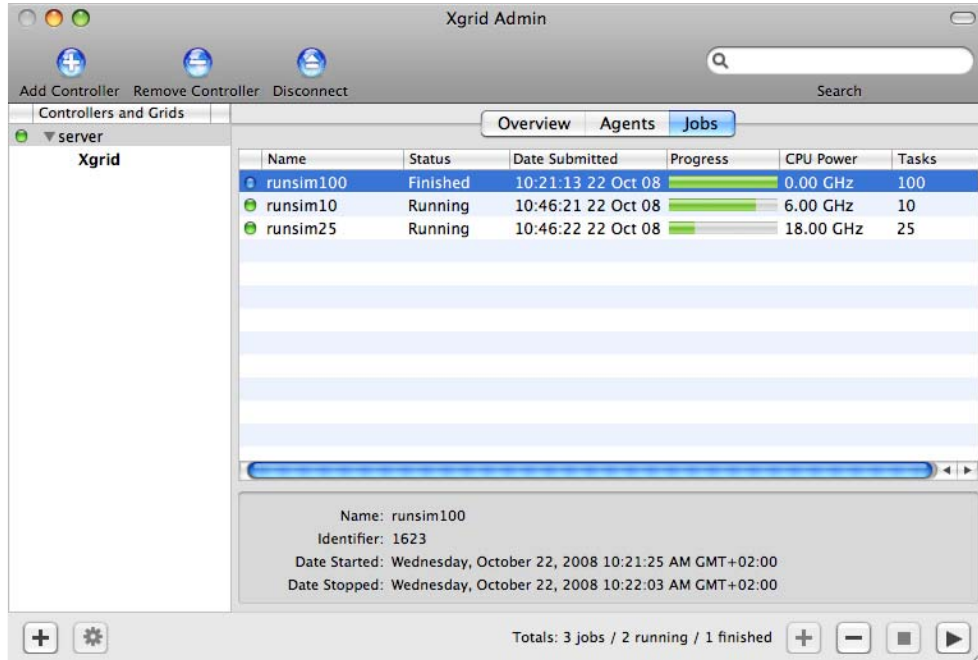 Xgrid Admin
Add Controller Remove Controller Disconnect Search
Controllers and Grids
server
Xgrid
Overview Agents Jobs
Name Status Date Submitted Progress CPU Power Tasks
runsim100 Finished 10:21:13 22 Oct 08 0.00 GHz 100
runsim10 Running 10:46:21 22 Oct 08 6.00 GHz 10
runsim25 Running 10:46:22 22 Oct 08 18.00 GHz 25
Name: runsim100
Identifier: 1623
Date Started: Wednesday, October 22, 2008 10:21:25 AM GMT+02:00
Date Stopped: Wednesday, October 22, 2008 10:22:03 AM GMT+02:00
Totals: 3 jobs / 2 running / 1 finished